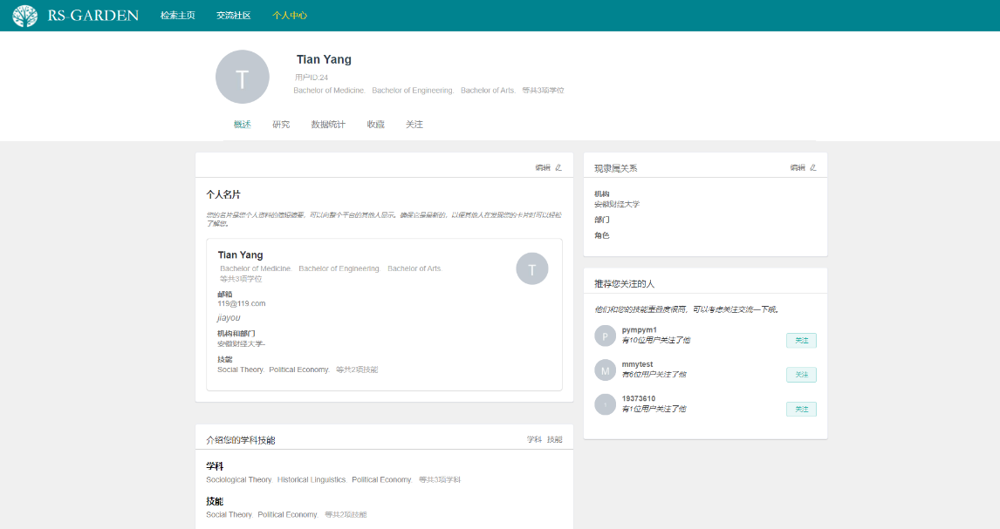 RS-GARDEN 检索主页 交流社区 个人中心
T
Tian Yang
用户ID:24
Bachelor of Medicine. Bachelor of Engineering. Bachelor of Arts. 等共3项学位
概述 研究 数据统计 收藏 关注
编辑
个人名片
您的名片是您个人资料的简短摘要，可以向整个平台的其他人显示。确保它是最新的，以便其他人在发现您的卡片时可以轻松
了解您。
Tian Yang
Bachelor of Medicine. Bachelor of Engineering. Bachelor of Arts.
等共3项学位
T
邮箱
119@119.com
jiayou
机构和部门
安徽财经大学-
技能
Social Theory. Political Economy. 等共2项技能
介绍您的学科技能 学科 技能
学科
Sociological Theory. Historical Linguistics. Political Economy. 等共3项学科
技能
Social Theory. Political Economy. 等共2项技能
现隶属关系 编辑
机构
安徽财经大学
部门
角色
推荐您关注的人
他们和您的技能重叠度很高，可以考虑关注交流一下哦。
P
pympym1
有10位用户关注了他
关注
M
mmytest
有6位用户关注了他
关注
1
19373610
有1位用户关注了他
关注